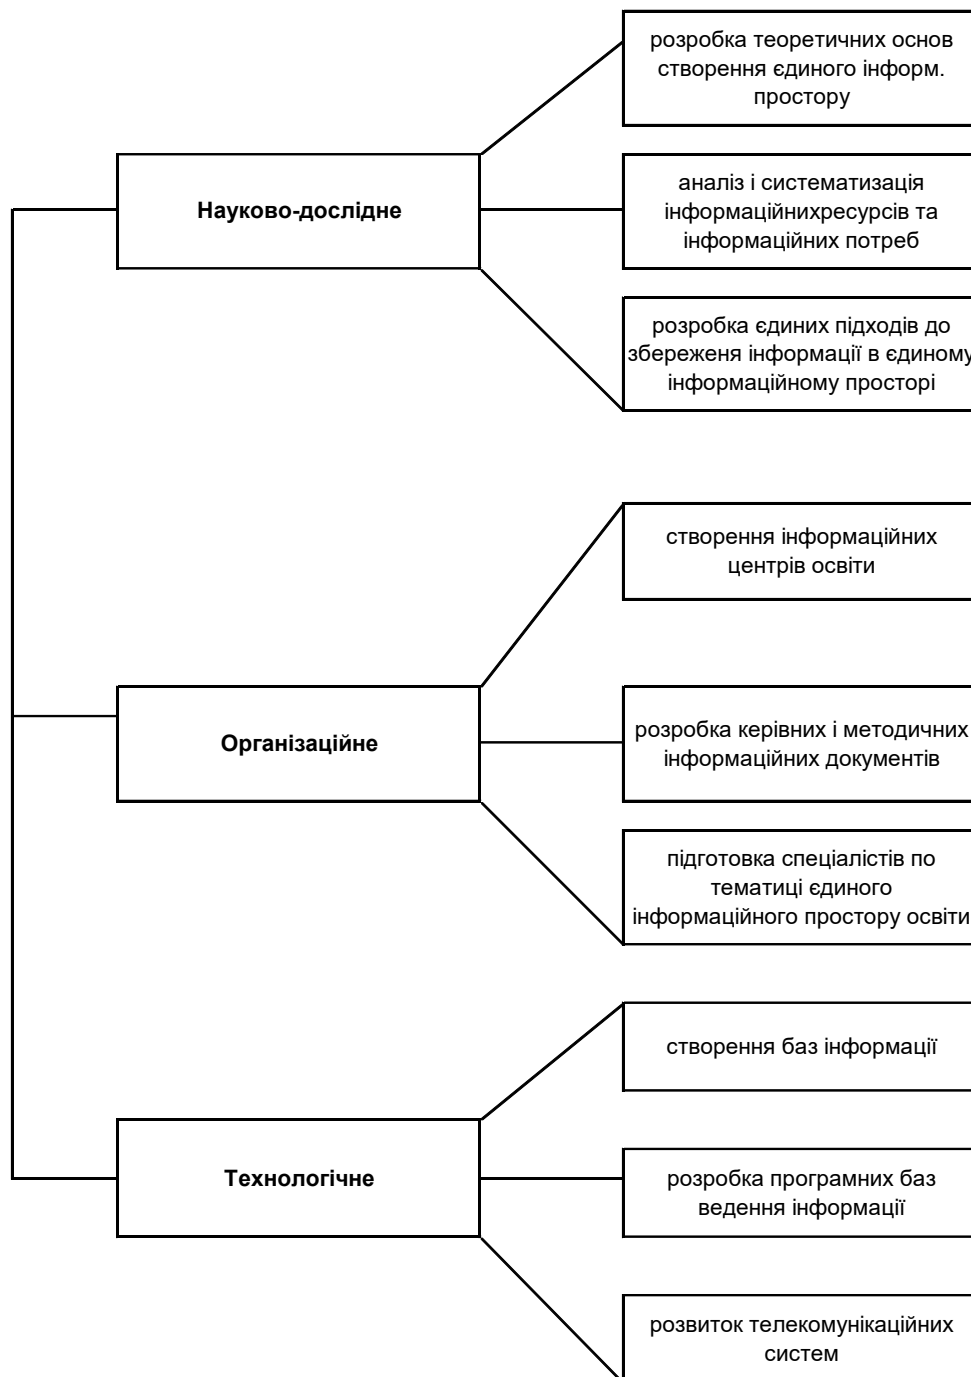 розробка теоретичних основ
створення єдиного інформ.
простору
Науково-дослідне
аналіз і систематизація
інформаційнихресурсів та
інформаційних потреб
розробка єдиних підходів до
збереженя інформації в єдиному
інформаційному просторі
створення інформаційних
центрів освіти
Організаційне
розробка керівних і методичних
інформаційних документів
підготовка спеціалістів по
тематиці єдиного
інформаційного простору освіти
створення баз інформації
Технологічне
розробка програмних баз
ведення інформації
розвиток телекомунікаційних
систем